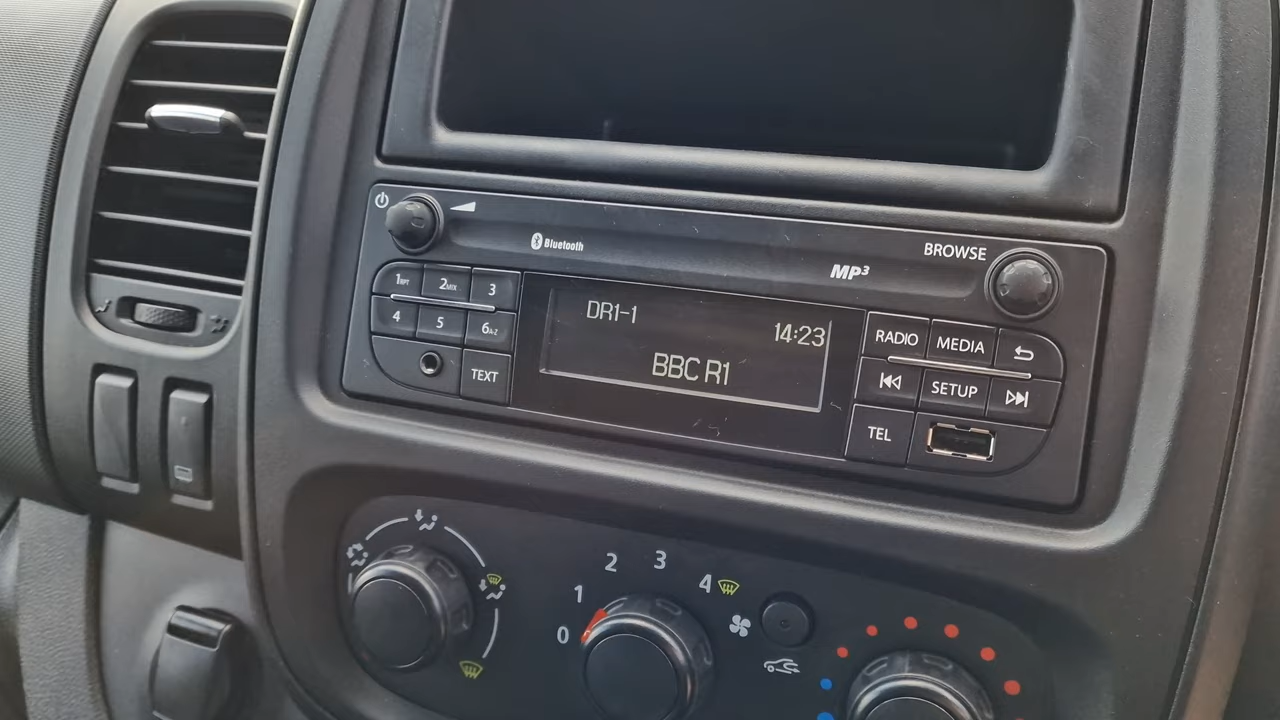 Bluetooth
MP3
BROWSE
1RPT
2MIX
3
4
5
6A-Z
TEXT
DR1-1
14:23
BBC R1
RADIO
MEDIA
SETUP
TEL
0
1
2
3
4